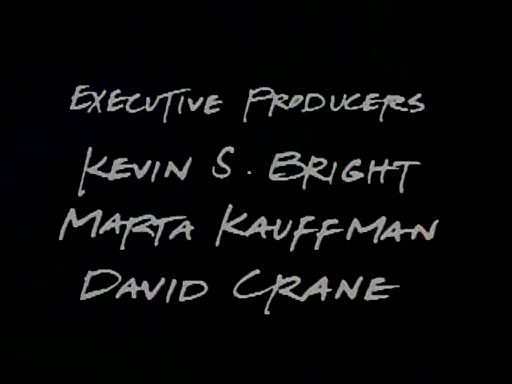 EXECUTIVE PRODUCERS
KEVIN S. BRIGHT
MARTA KAUFFMAN
DAVID CRANE